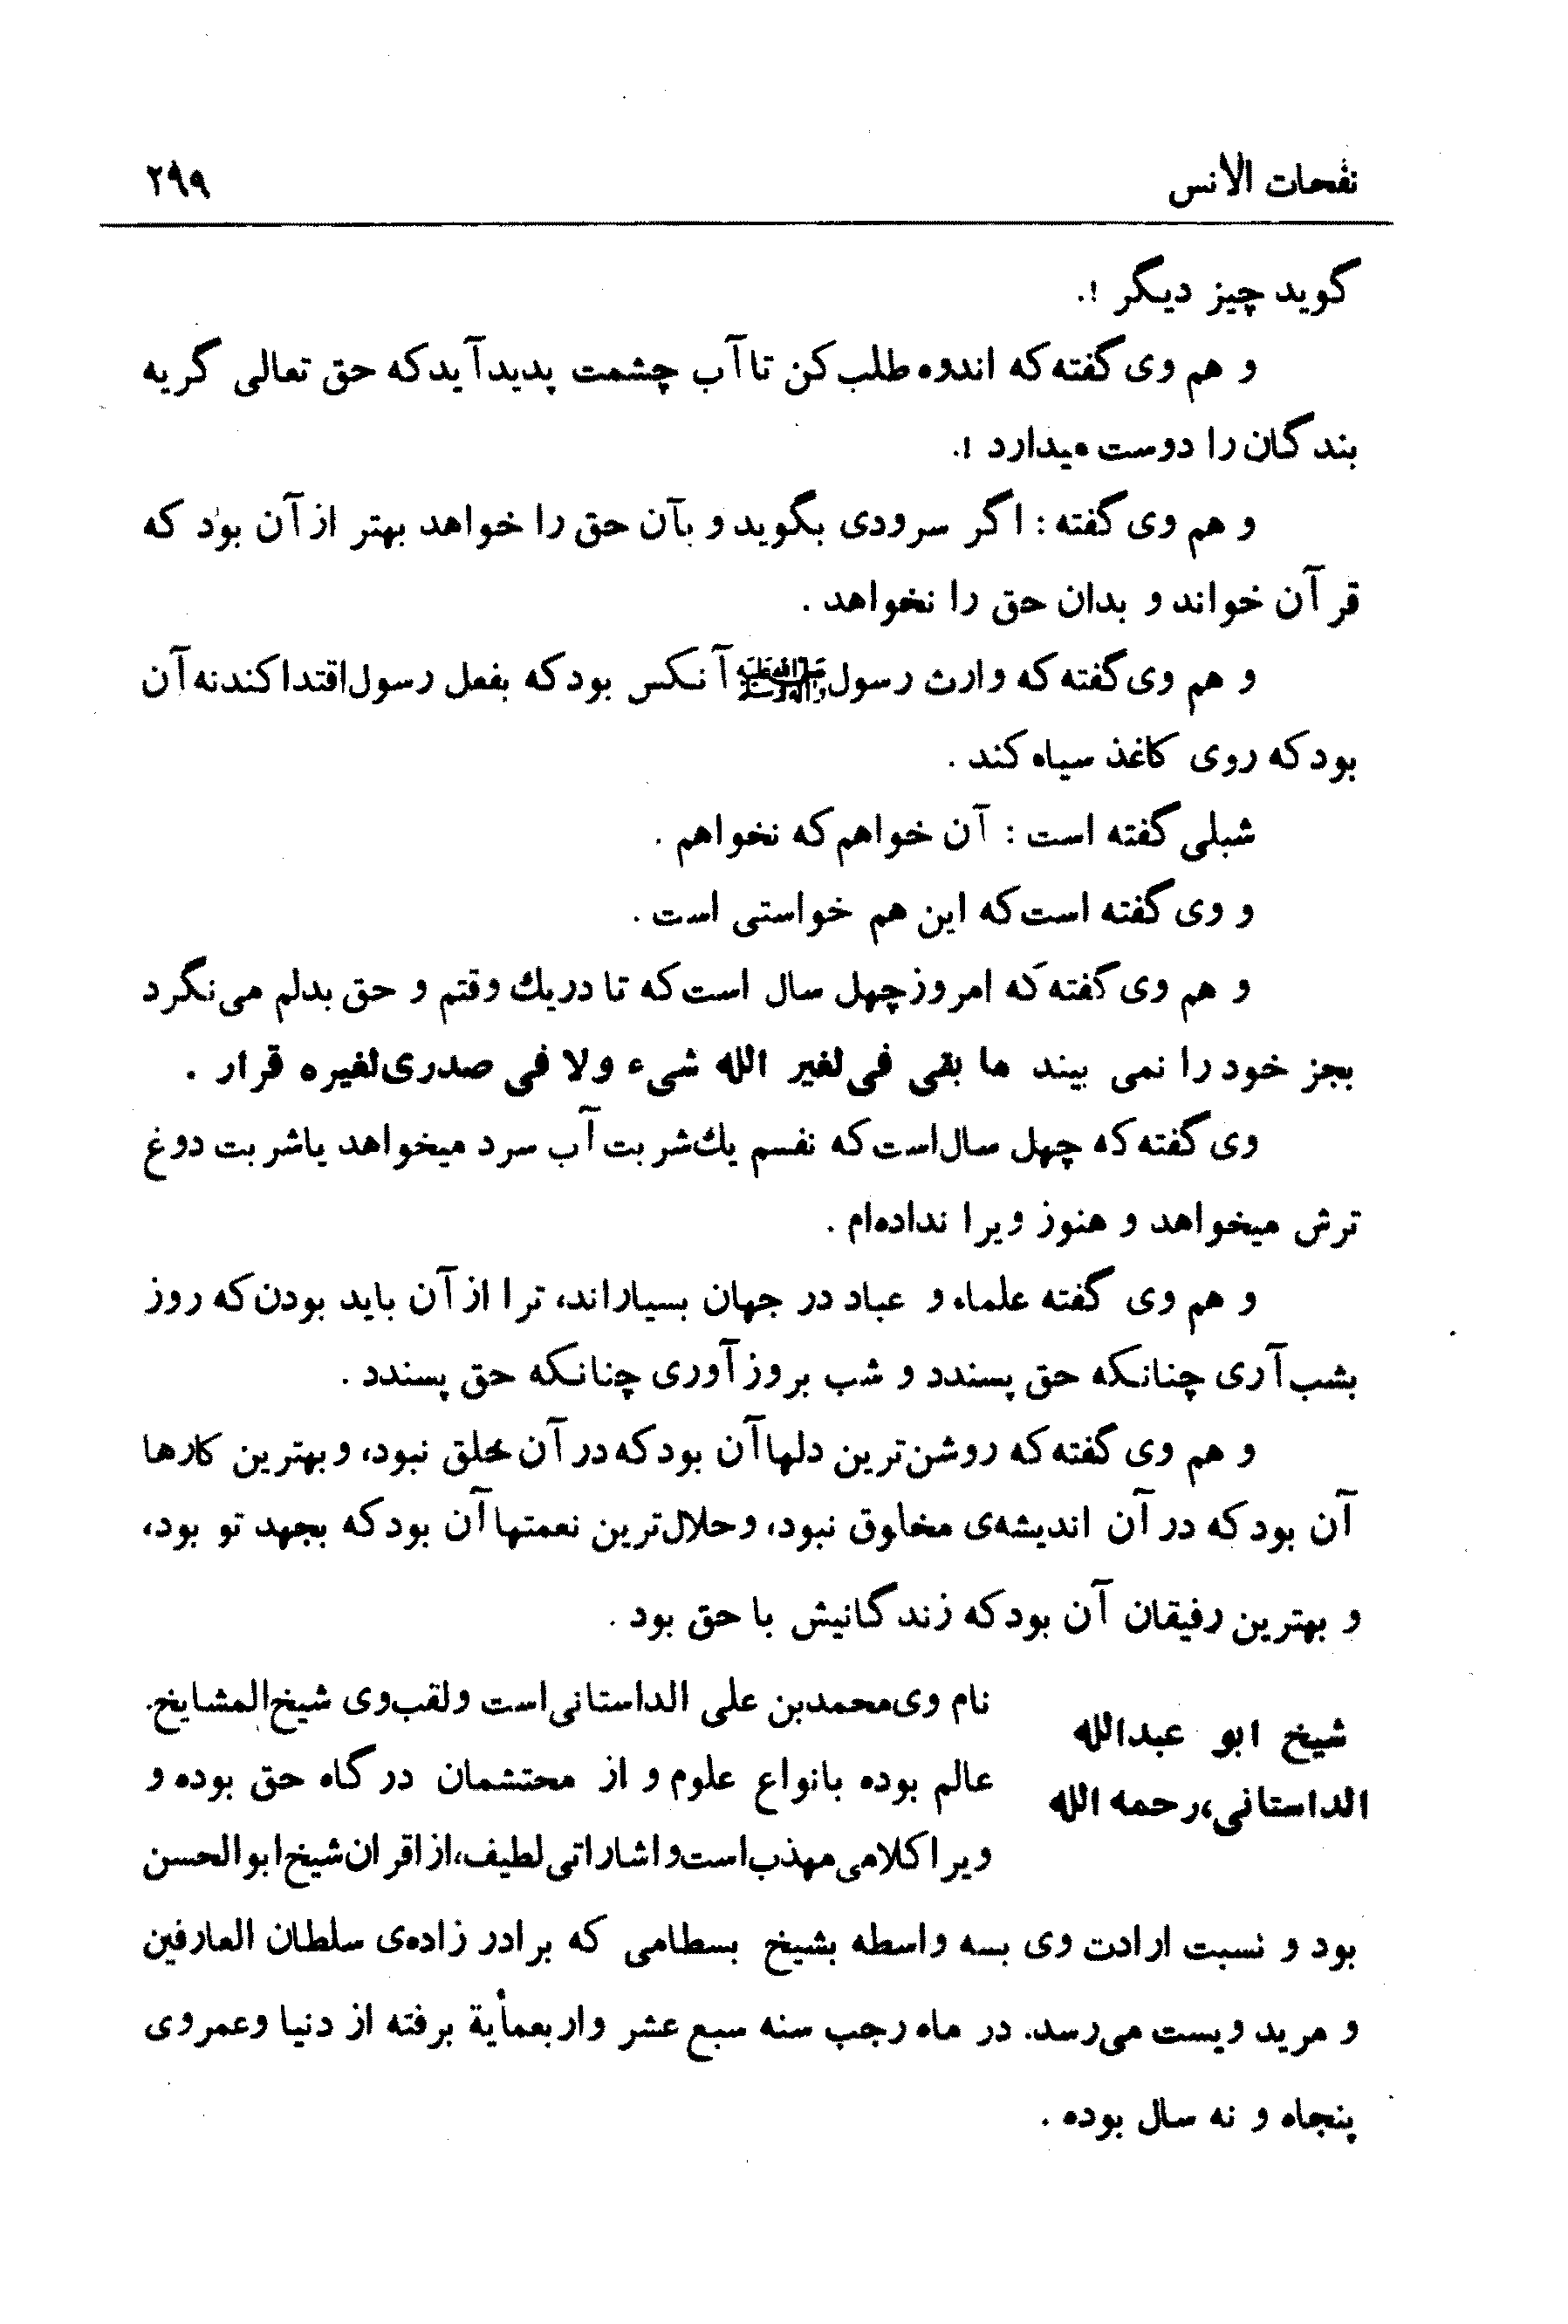 نفحات الانس ۲۹۹
گوید چیز دیگر !.
و هم وی گفته که اندوه طلب کن تا آب چشمت پدید آید که حق تعالی گریه
بندگان را دوست میدارد !.
و هم وی گفته : اگر سرودی بگوید و بآن حق را خواهد بهتر از آن بود که
قرآن خواند و بدان حق را نخواهد .
و هم وی گفته که وارث رسول صلی الله علیه و آله وسلم آنکس بود که بفعل رسول اقتدا کند نه آن
بود که روی کاغذ سیاه کند .
شبلی گفته است : آن خواهم که نخواهم .
و وی گفته است که این هم خواستی است .
و هم وی گفته که امروز چهل سال است که تا در یك وقتم و حق بدلم می نگرد
بجز خود را نمی بیند ما بقی فی لغیر الله شیء ولا فی صدری لغیره قرار .
وی گفته که چهل سال است که نفسم یك شربت آب سرد میخواهد یا شربت دوغ
ترش میخواهد و هنوز ویرا نداده‌ام .
و هم وی گفته علماء و عباد در جهان بسیاراند، ترا از آن باید بودن که روز
بشب آری چنانکه حق پسندد و شب بروز آوری چنانکه حق پسندد .
و هم وی گفته که روشن‌ترین دلها آن بود که در آن خلق نبود، و بهترین کارها
آن بود که در آن اندیشه‌ی مخلوق نبود، و حلال‌ترین نعمتها آن بود که بجهد تو بود،
و بهترین رفیقان آن بود که زندگانیش با حق بود .
شیخ ابو عبدالله
الداستانی، رحمه الله
نام وی محمدبن علی الداستانی است و لقب وی شیخ المشایخ.
عالم بوده بانواع علوم و از محتشمان درگاه حق بوده و
ویرا کلامی مهذب است و اشاراتی لطیف، از اقران شیخ ابوالحسن
بود و نسبت ارادت وی بسه واسطه بشیخ بسطامی که برادر زاده‌ی سلطان العارفین
و مرید ویست می‌رسد. در ماه رجب سنه سبع عشر واربعمأیة برفته از دنیا و عمر وی
پنجاه و نه سال بوده .